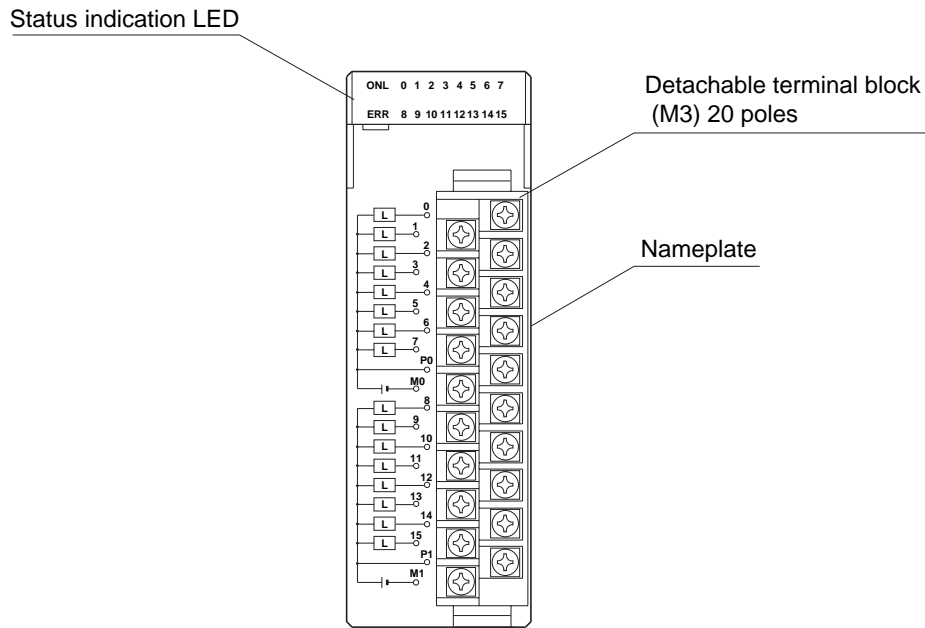 Status indication LED
ONL 0 1 2 3 4 5 6 7
ERR 8 9 10 11 12 13 14 15
Detachable terminal block
(M3) 20 poles
Nameplate
L 0
L 1
L 2
L 3
L 4
L 5
L 6
L 7
P0
M0
L 8
L 9
L 10
L 11
L 12
L 13
L 14
L 15
P1
M1